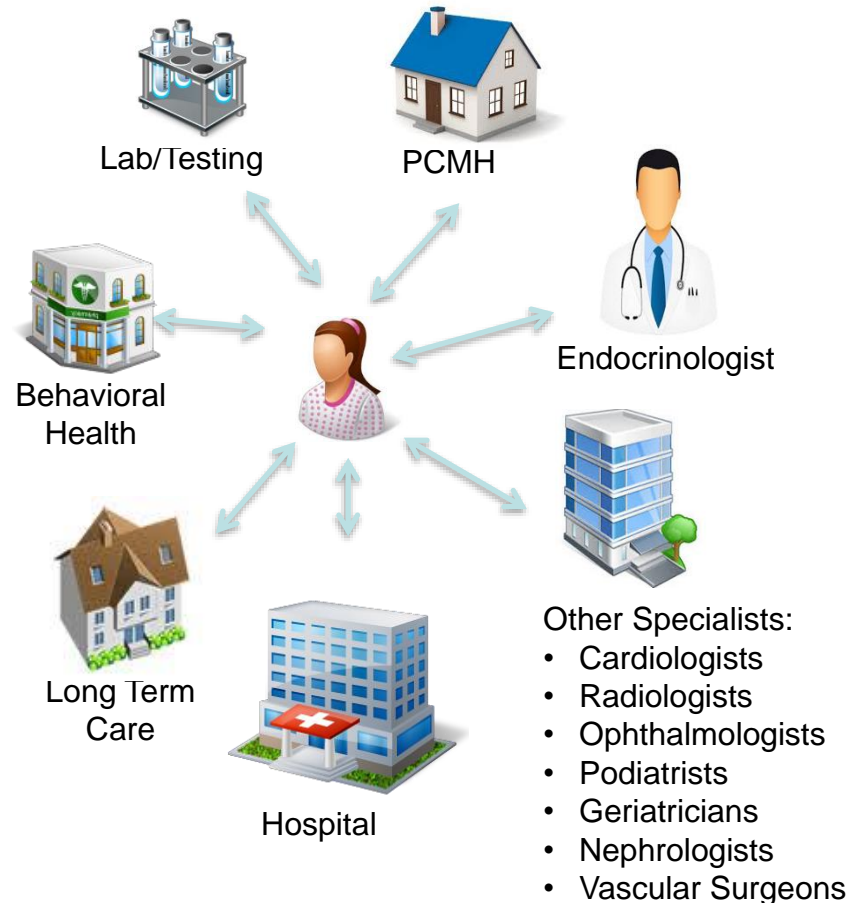 Lab/Testing
PCMH
Endocrinologist
Behavioral
Health
Long Term
Care
Hospital
Other Specialists:
• Cardiologists
• Radiologists
• Ophthalmologists
• Podiatrists
• Geriatricians
• Nephrologists
• Vascular Surgeons